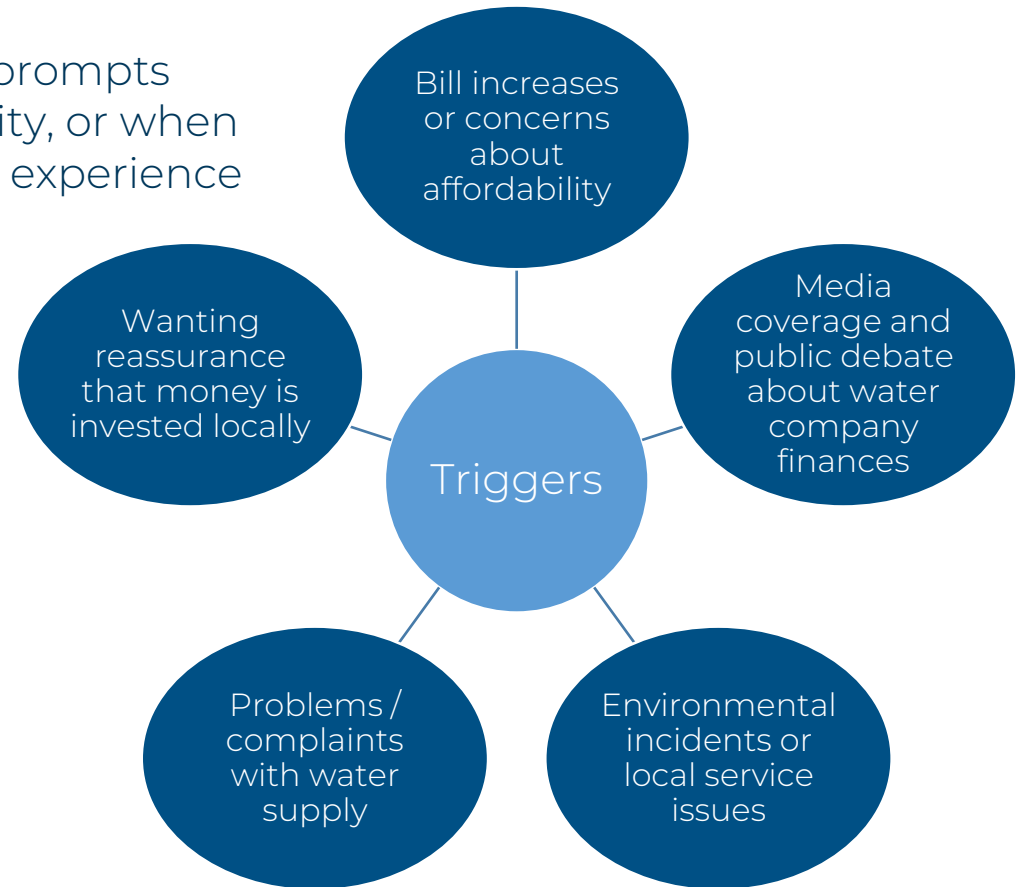 prompts
ity, or when
experience
Bill increases
or concerns
about
affordability
Media
coverage and
public debate
about water
company
finances
Wanting
reassurance
that money is
invested locally
Triggers
Problems /
complaints
with water
supply
Environmental
incidents or
local service
issues